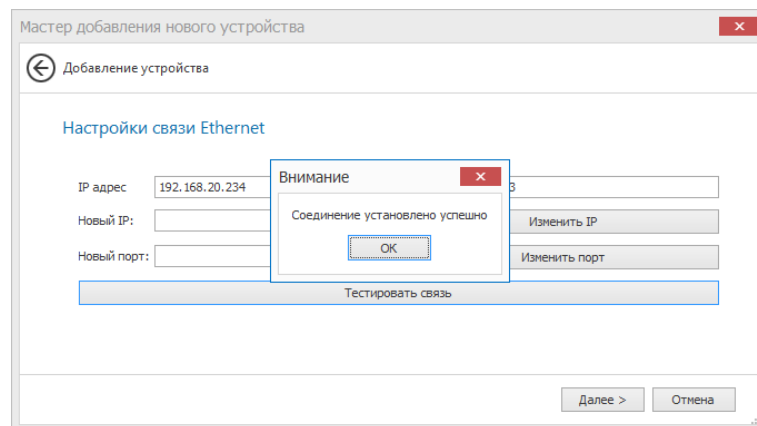 Мастер добавления нового устройства
Добавление устройства
Настройки связи Ethernet
IP адрес 192.168.20.234
Внимание
Соединение установлено успешно
OK
Новый IP: Изменить IP
Новый порт: Изменить порт
Тестировать связь
Далее > Отмена